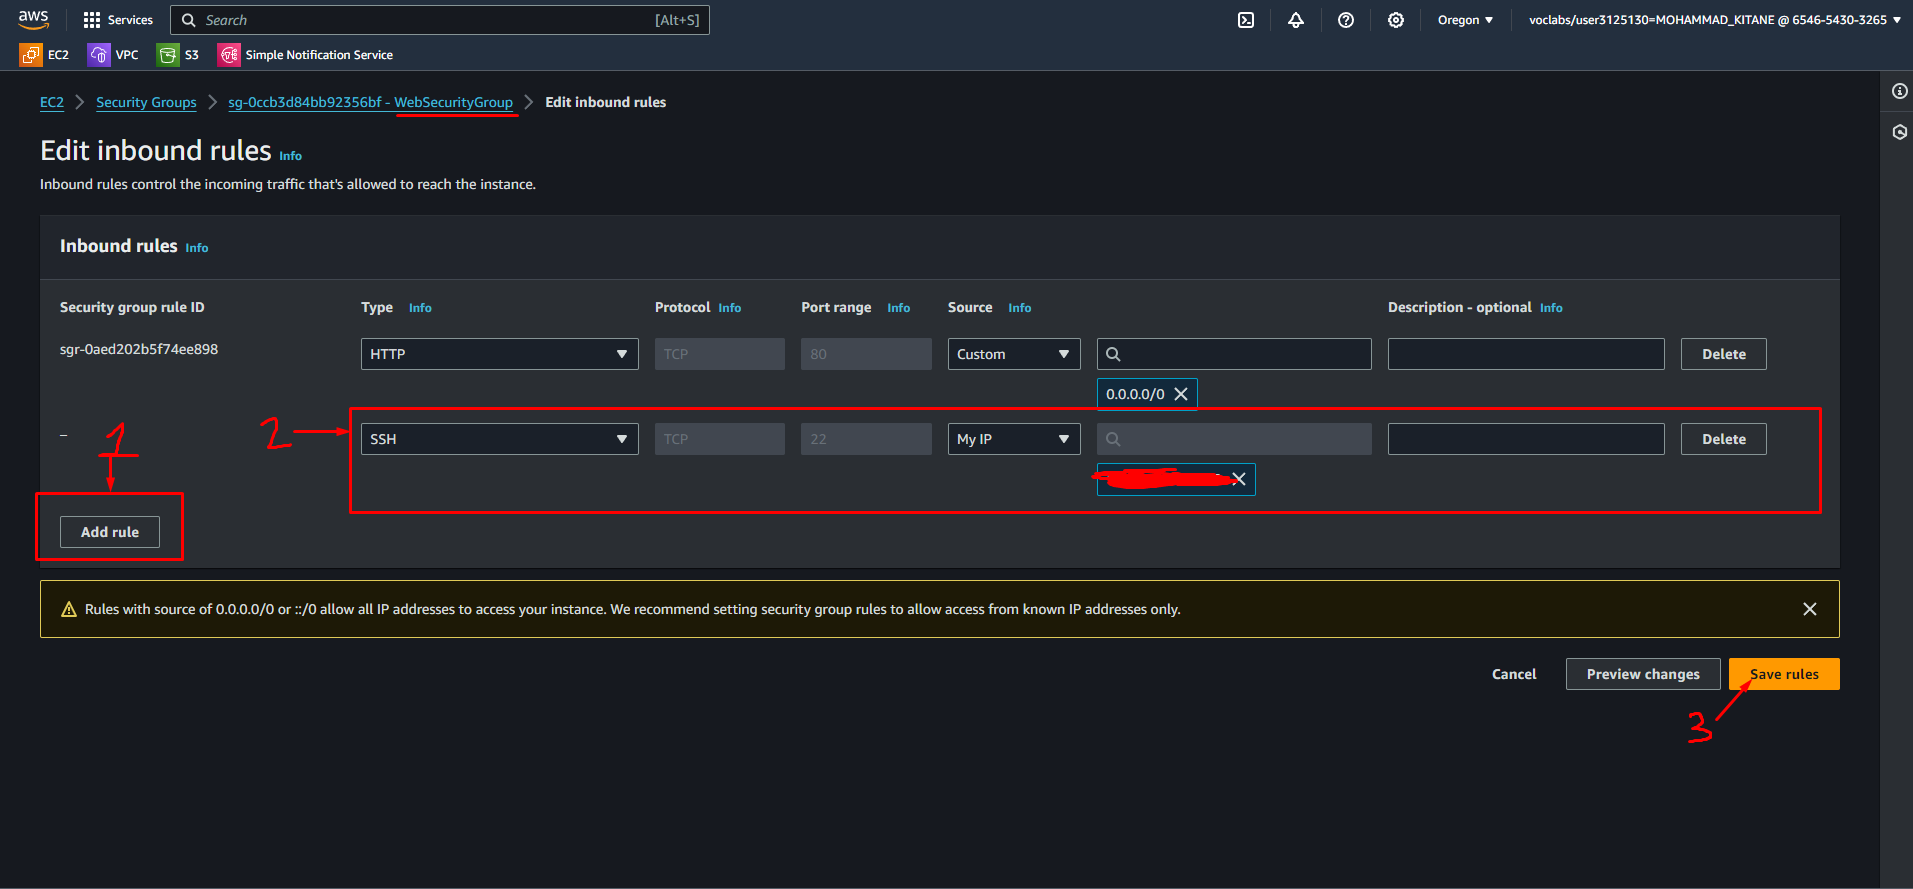 aws Services Search [Alt+S] Oregon voclabs/user3125130=MOHAMMAD_KITANE @ 6546-5430-3265
EC2 VPC S3 Simple Notification Service
EC2 Security Groups sg-0ccb3d84bb92356bf - WebSecurityGroup Edit inbound rules
Edit inbound rules Info
Inbound rules control the incoming traffic that's allowed to reach the instance.
Inbound rules Info
Security group rule ID Type Info Protocol Info Port range Info Source Info Description - optional Info
sgr-0aed202b5f74ee898 HTTP TCP 80 Custom Delete
0.0.0.0/0
– 1 2 SSH TCP 22 My IP Delete
Add rule
Rules with source of 0.0.0.0/0 or ::/0 allow all IP addresses to access your instance. We recommend setting security group rules to allow access from known IP addresses only.
Cancel Preview changes Save rules
3